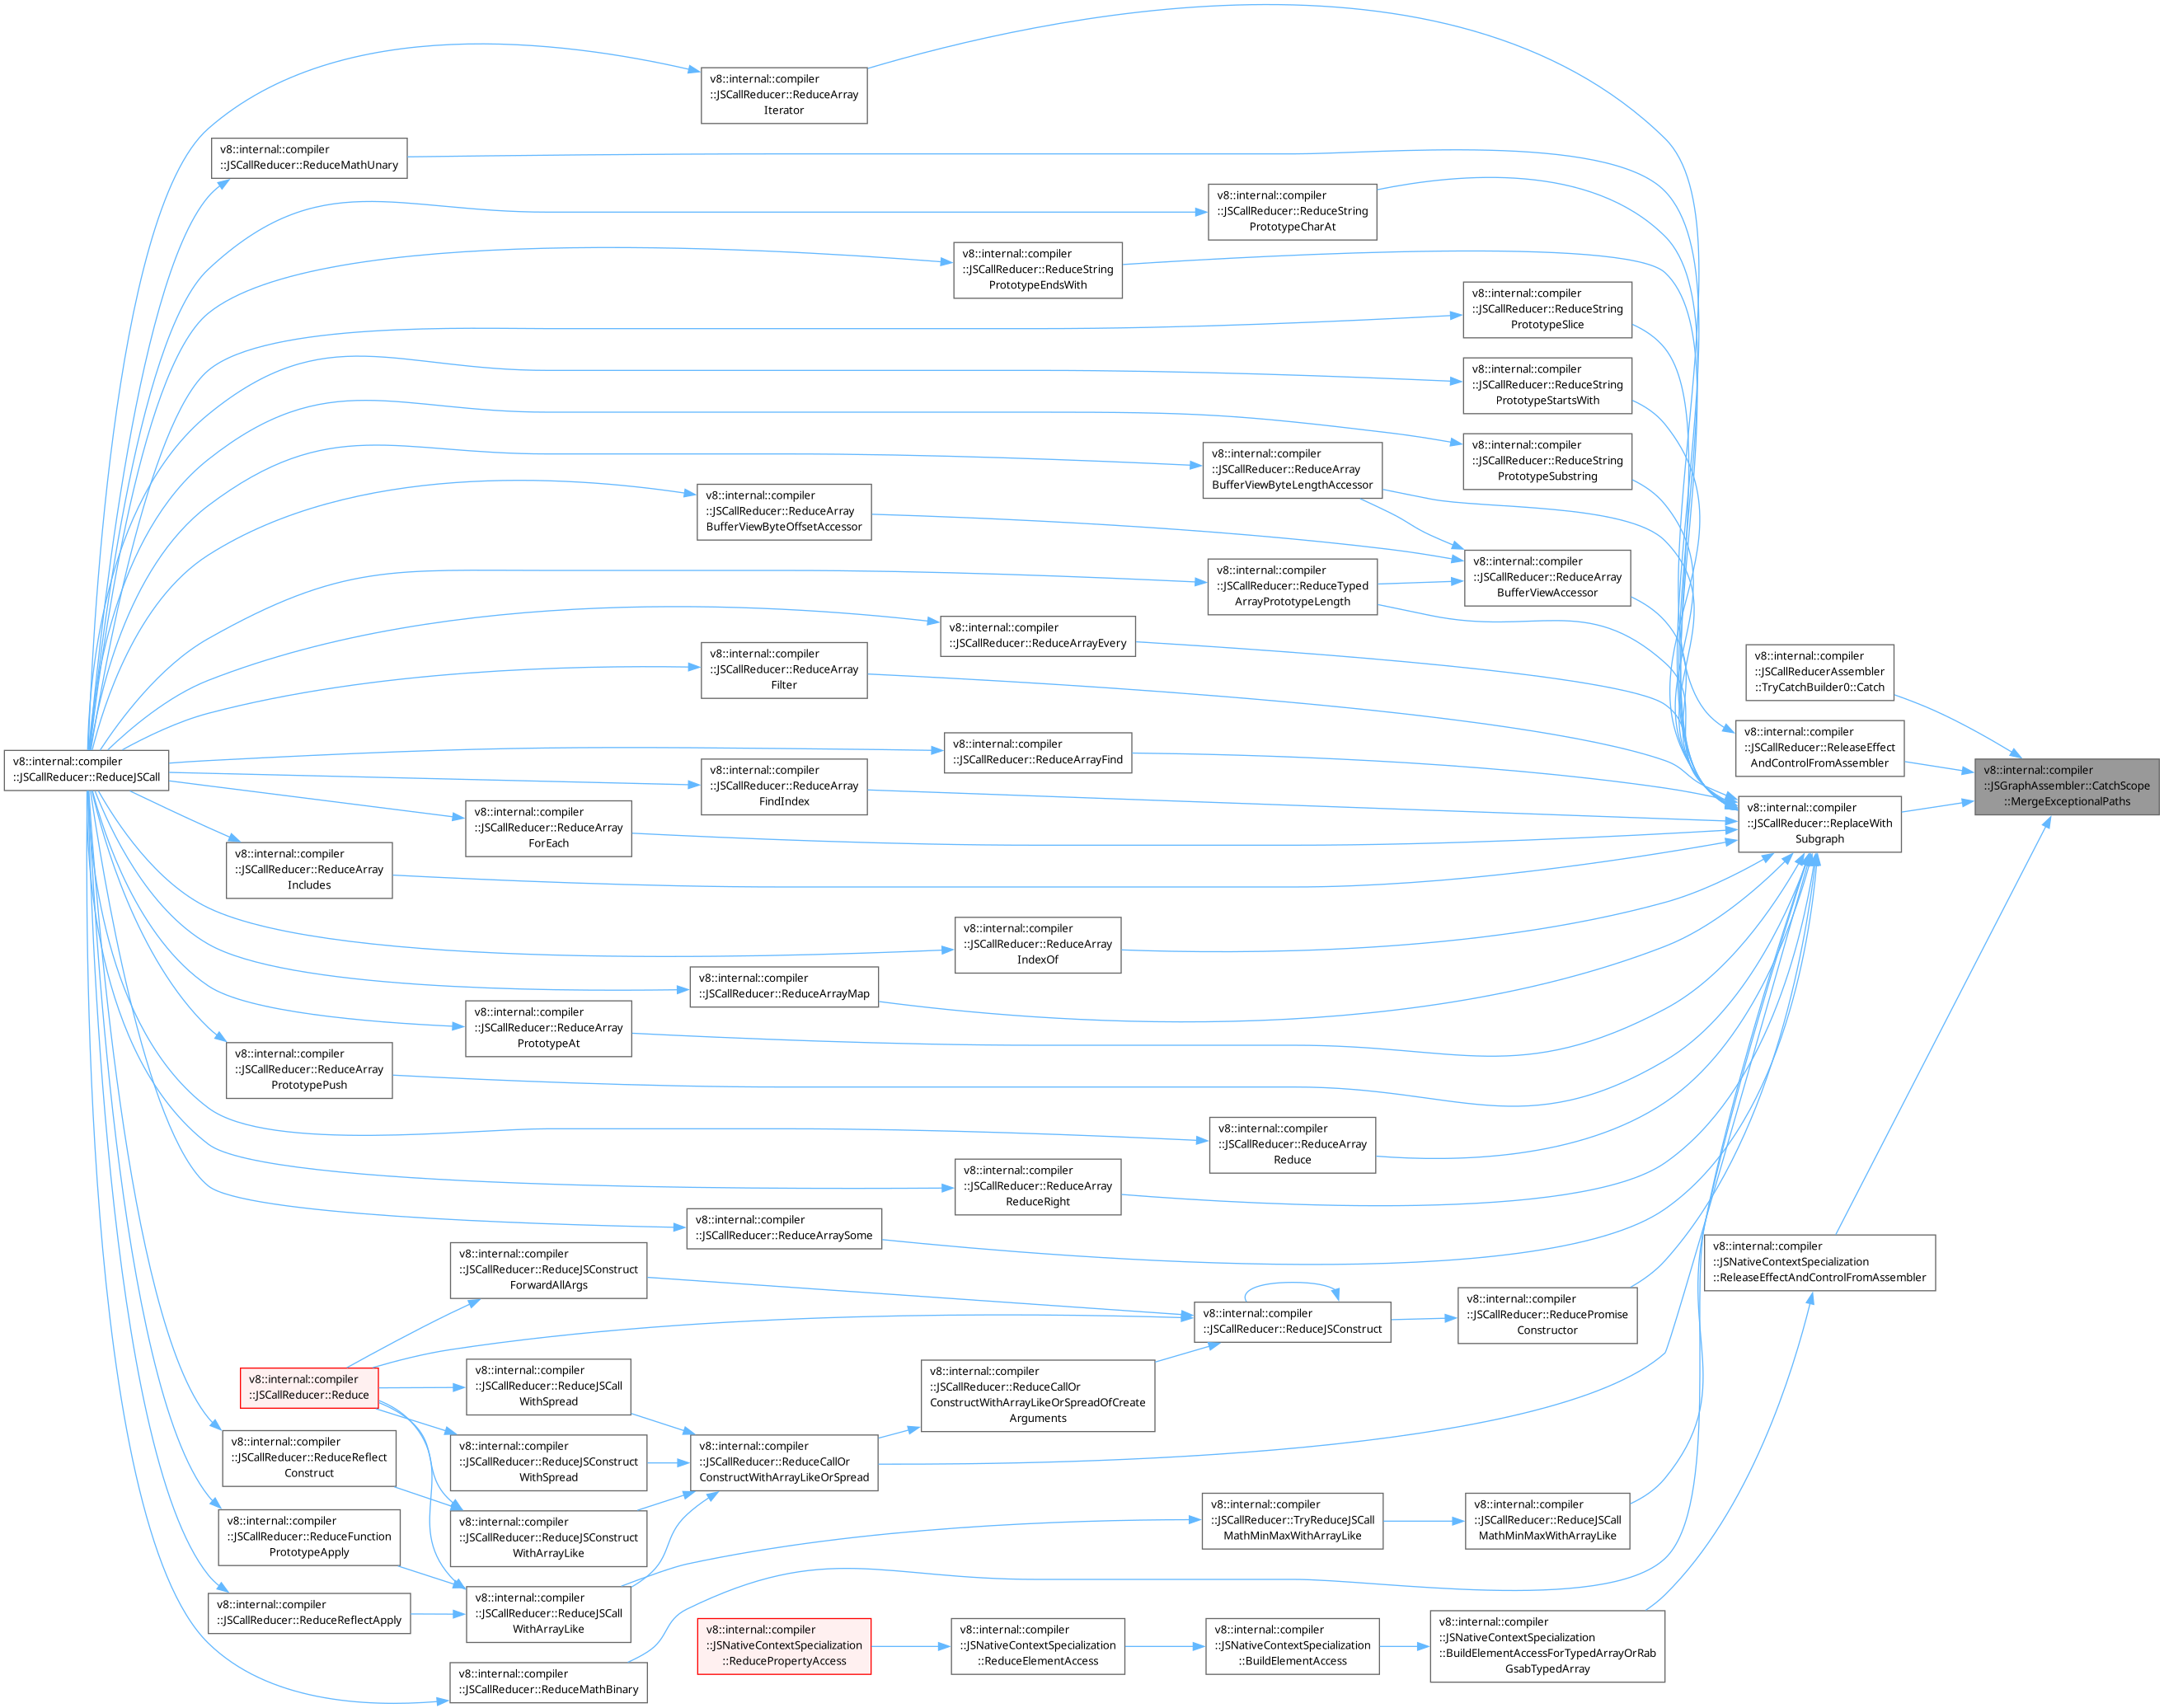 v8::internal::compiler
::JSCallReducer::ReduceArray
Iterator
v8::internal::compiler
::JSCallReducer::ReduceMathUnary
v8::internal::compiler
::JSCallReducer::ReduceString
PrototypeCharAt
v8::internal::compiler
::JSCallReducer::ReduceString
PrototypeEndsWith
v8::internal::compiler
::JSCallReducer::ReduceString
PrototypeSlice
v8::internal::compiler
::JSCallReducer::ReduceString
PrototypeStartsWith
v8::internal::compiler
::JSCallReducer::ReduceString
PrototypeSubstring
v8::internal::compiler
::JSCallReducer::ReduceArray
BufferViewByteLengthAccessor
v8::internal::compiler
::JSCallReducer::ReduceArray
BufferViewByteOffsetAccessor
v8::internal::compiler
::JSCallReducer::ReduceArray
BufferViewAccessor
v8::internal::compiler
::JSCallReducer::ReduceTyped
ArrayPrototypeLength
v8::internal::compiler
::JSCallReducer::ReduceArrayEvery
v8::internal::compiler
::JSCallReducer::ReduceArray
Filter
v8::internal::compiler
::JSCallReducerAssembler
::TryCatchBuilder0::Catch
v8::internal::compiler
::JSCallReducer::ReleaseEffect
AndControlFromAssembler
v8::internal::compiler
::JSGraphAssembler::CatchScope
::MergeExceptionalPaths
v8::internal::compiler
::JSCallReducer::ReduceJSCall
v8::internal::compiler
::JSCallReducer::ReduceArrayFind
v8::internal::compiler
::JSCallReducer::ReduceArray
FindIndex
v8::internal::compiler
::JSCallReducer::ReplaceWith
Subgraph
v8::internal::compiler
::JSCallReducer::ReduceArray
ForEach
v8::internal::compiler
::JSCallReducer::ReduceArray
Includes
v8::internal::compiler
::JSCallReducer::ReduceArray
IndexOf
v8::internal::compiler
::JSCallReducer::ReduceArrayMap
v8::internal::compiler
::JSCallReducer::ReduceArray
PrototypeAt
v8::internal::compiler
::JSCallReducer::ReduceArray
PrototypePush
v8::internal::compiler
::JSCallReducer::ReduceArray
Reduce
v8::internal::compiler
::JSCallReducer::ReduceArray
ReduceRight
v8::internal::compiler
::JSCallReducer::ReduceArraySome
v8::internal::compiler
::JSNativeContextSpecialization
::ReleaseEffectAndControlFromAssembler
v8::internal::compiler
::JSCallReducer::ReduceJSConstruct
ForwardAllArgs
v8::internal::compiler
::JSCallReducer::ReduceJSConstruct
v8::internal::compiler
::JSCallReducer::ReducePromise
Constructor
v8::internal::compiler
::JSCallReducer::Reduce
v8::internal::compiler
::JSCallReducer::ReduceJSCall
WithSpread
v8::internal::compiler
::JSCallReducer::ReduceCallOr
ConstructWithArrayLikeOrSpreadOfCreate
Arguments
v8::internal::compiler
::JSCallReducer::ReduceReflect
Construct
v8::internal::compiler
::JSCallReducer::ReduceJSConstruct
WithSpread
v8::internal::compiler
::JSCallReducer::ReduceCallOr
ConstructWithArrayLikeOrSpread
v8::internal::compiler
::JSCallReducer::ReduceFunction
PrototypeApply
v8::internal::compiler
::JSCallReducer::ReduceJSConstruct
WithArrayLike
v8::internal::compiler
::JSCallReducer::TryReduceJSCall
MathMinMaxWithArrayLike
v8::internal::compiler
::JSCallReducer::ReduceJSCall
MathMinMaxWithArrayLike
v8::internal::compiler
::JSCallReducer::ReduceReflectApply
v8::internal::compiler
::JSCallReducer::ReduceJSCall
WithArrayLike
v8::internal::compiler
::JSNativeContextSpecialization
::ReducePropertyAccess
v8::internal::compiler
::JSNativeContextSpecialization
::ReduceElementAccess
v8::internal::compiler
::JSNativeContextSpecialization
::BuildElementAccess
v8::internal::compiler
::JSNativeContextSpecialization
::BuildElementAccessForTypedArrayOrRab
GsabTypedArray
v8::internal::compiler
::JSCallReducer::ReduceMathBinary